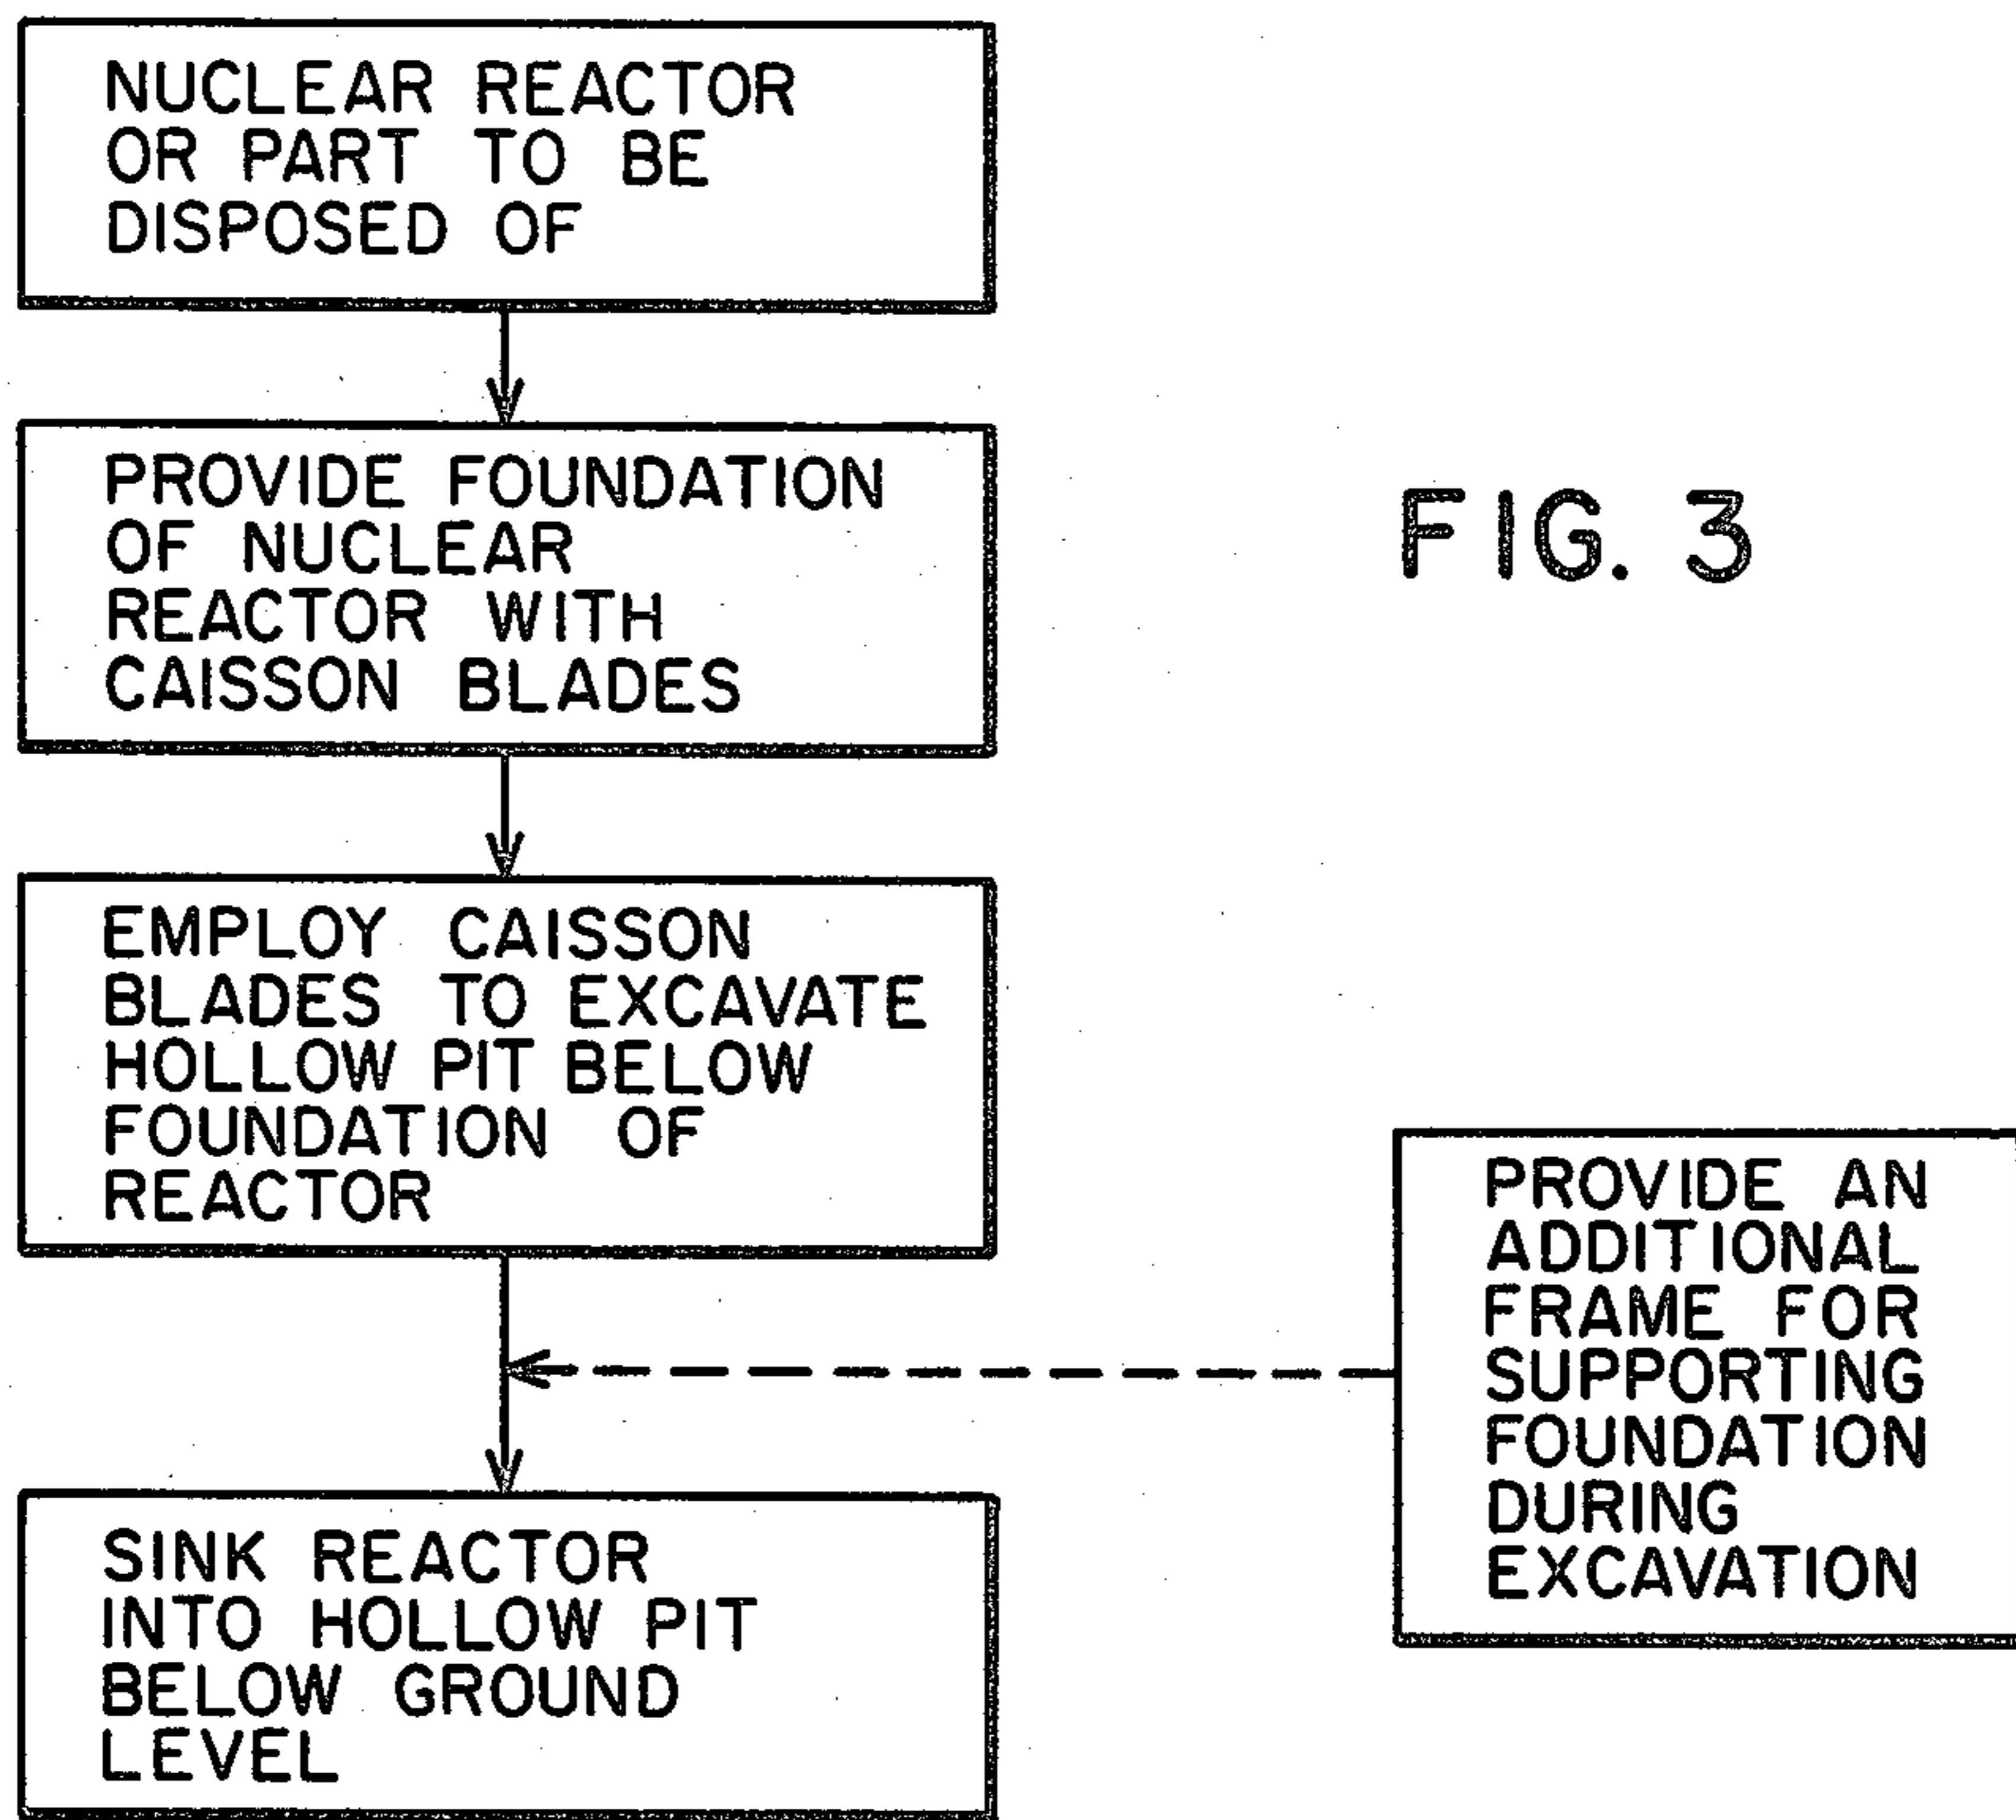 NUCLEAR REACTOR
OR PART TO BE
DISPOSED OF
PROVIDE FOUNDATION
OF NUCLEAR
REACTOR WITH
CAISSON BLADES
FIG. 3
EMPLOY CAISSON
BLADES TO EXCAVATE
HOLLOW PIT BELOW
FOUNDATION OF
REACTOR
PROVIDE AN
ADDITIONAL
FRAME FOR
SUPPORTING
FOUNDATION
DURING
EXCAVATION
SINK REACTOR
INTO HOLLOW PIT
BELOW GROUND
LEVEL